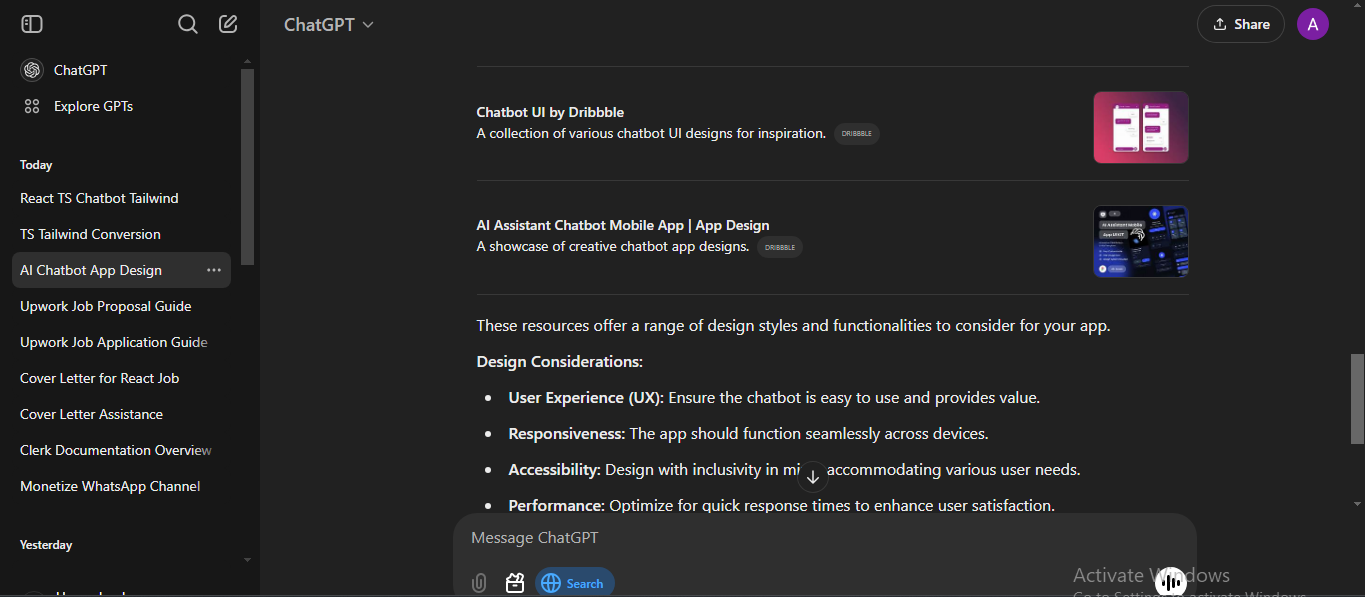 ChatGPT
Share
A
ChatGPT
Explore GPTs
Today
React TS Chatbot Tailwind
TS Tailwind Conversion
AI Chatbot App Design
Upwork Job Proposal Guide
Upwork Job Application Guide
Cover Letter for React Job
Cover Letter Assistance
Clerk Documentation Overview
Monetize WhatsApp Channel
Yesterday
Chatbot UI by Dribbble
A collection of various chatbot UI designs for inspiration. DRIBBBLE
AI Assistant Chatbot Mobile App | App Design
A showcase of creative chatbot app designs. DRIBBBLE
AI Assistant Mobile
App UI KIT
These resources offer a range of design styles and functionalities to consider for your app.
Design Considerations:
User Experience (UX): Ensure the chatbot is easy to use and provides value.
Responsiveness: The app should function seamlessly across devices.
Accessibility: Design with inclusivity in accommodating various user needs.
Performance: Optimize for quick response times to enhance user satisfaction.
Message ChatGPT
Search
Activate Windows
Go to Settings to activate Windows.